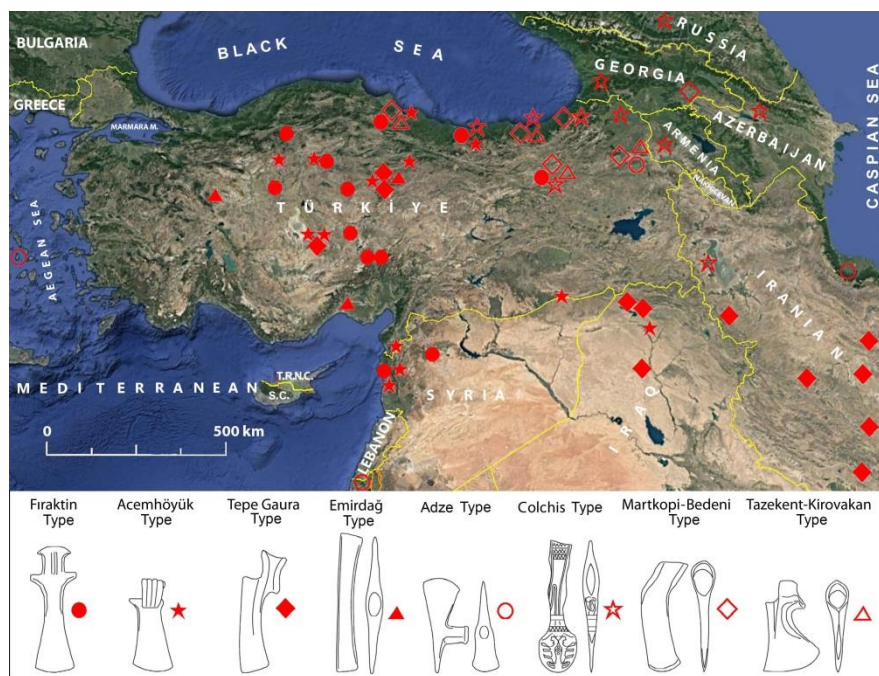 BULGARIA
BLACK SEA
RUSSIA
GEORGIA
CASPIAN SEA
GREECE
MARMARA M.
AZERBAIJAN
ARMENIA
NAKHCEVAN
TÜRKİYE
AEGEAN SEA
IRANIAN
MEDITERRANEAN
T.R.N.C.
S.C.
SYRIA
IRAQ
LEBANON
0 500 km
Fıraktin Type
Acemhöyük Type
Tepe Gaura Type
Emirdağ Type
Adze Type
Colchis Type
Martkopi-Bedeni Type
Tazekent-Kirovakan Type